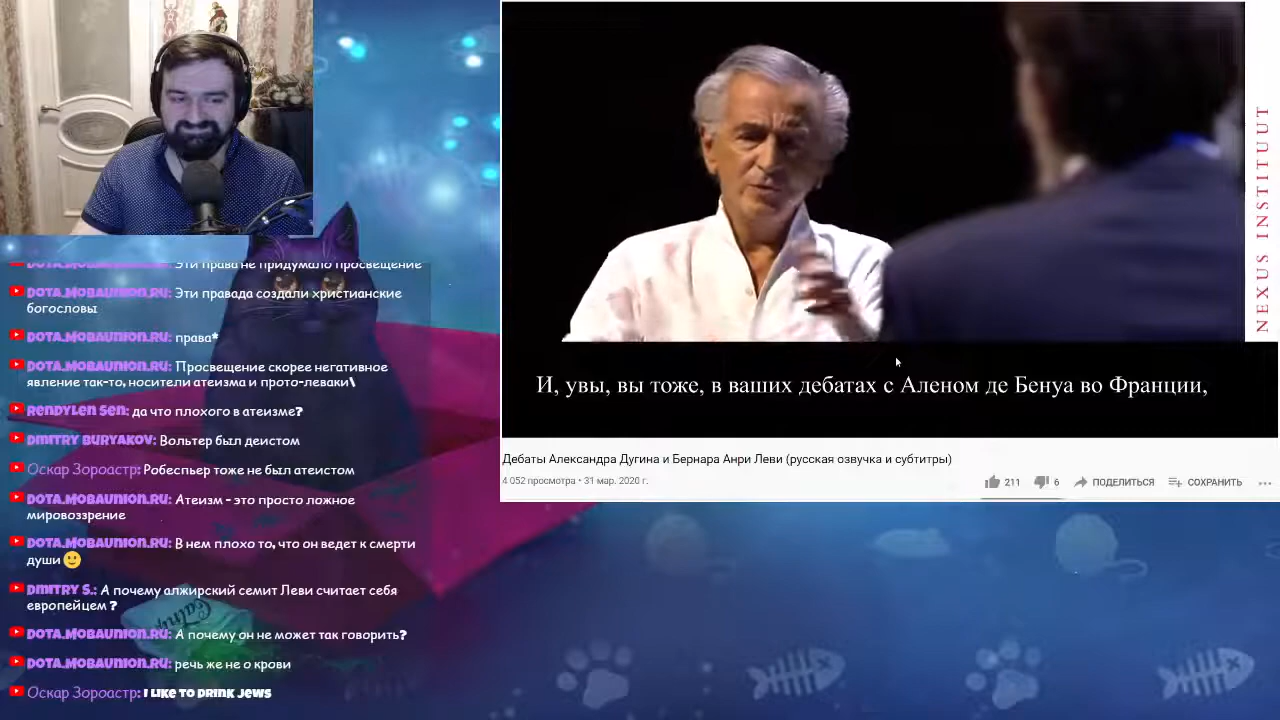 DOTA.MOBAUNION.RU: Эти права не придумало просвещение
DOTA.MOBAUNION.RU: Эти правада создали христианские
богословы
DOTA.MOBAUNION.RU: права*
DOTA.MOBAUNION.RU: Просвещение скорее негативное
явление так-то, носители атеизма и прото-леваки\
Rendylen Sen: да что плохого в атеизме?
Dmitry Buryakov: Вольтер был деистом
Оскар Зороастр: Робеспьер тоже не был атеистом
DOTA.MOBAUNION.RU: Атеизм - это просто ложное
мировоззрение
DOTA.MOBAUNION.RU: В нем плохо то, что он ведет к смерти
души🙂
Dmitry S.: А почему алжирский семит Леви считает себя
европейцем ?
DOTA.MOBAUNION.RU: А почему он не может так говорить?
DOTA.MOBAUNION.RU: речь же не о крови
Оскар Зороастр: I like to drink Jews
Catnip
NEXUS INSTITUUT
И, увы, вы тоже, в ваших дебатах с Аленом де Бенуа во Франции,
Дебаты Александра Дугина и Бернара Анри Леви (русская озвучка и субтитры)
4 052 просмотра • 31 мар. 2020 г.
211 6 ПОДЕЛИТЬСЯ СОХРАНИТЬ ...